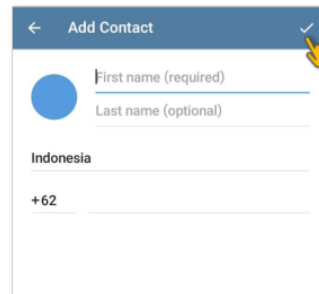 Add Contact
First name (required)
Last name (optional)
Indonesia
+62